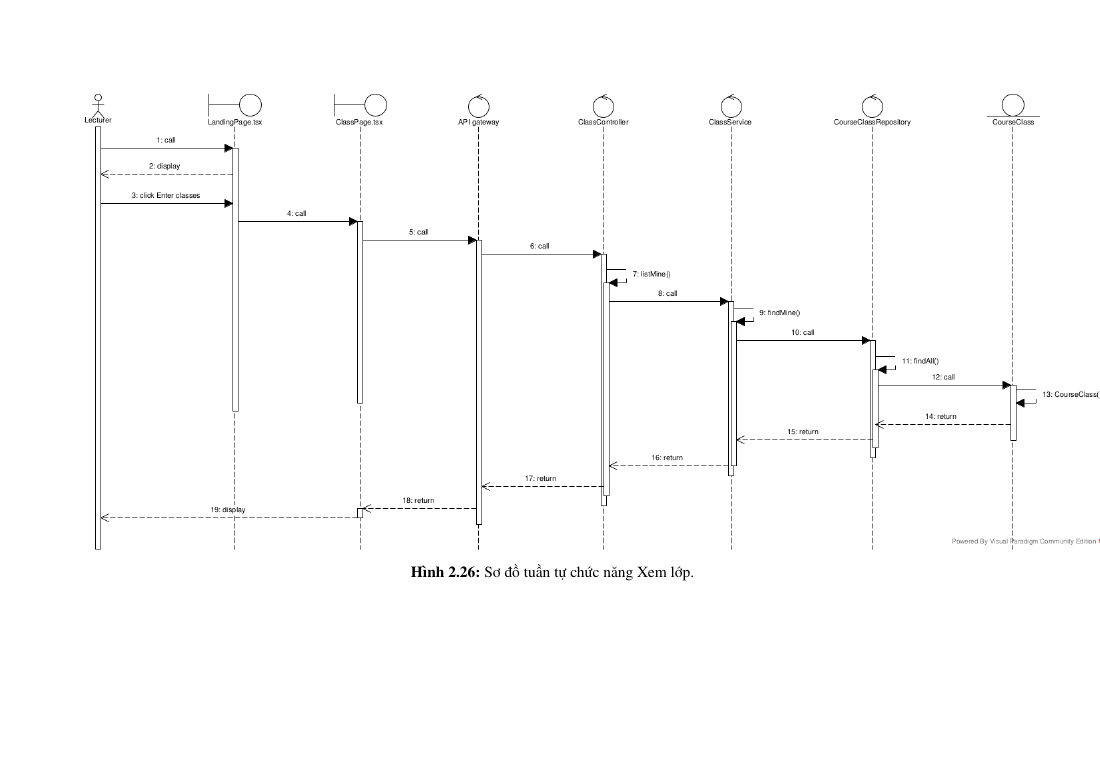 Lecturer
LandingPage.tsx
ClassPage.tsx
API gateway
ClassController
ClassService
CourseClassRepository
CourseClass
1: call
2: display
3: click Enter classes
4: call
5: call
6: call
7: listMine()
8: call
9: findMine()
10: call
11: findAll()
12: call
13: CourseClass(
14: return
15: return
16: return
17: return
18: return
19: display
Powered By Visual Paradigm Community Edition
Hình 2.26: Sơ đồ tuần tự chức năng Xem lớp.